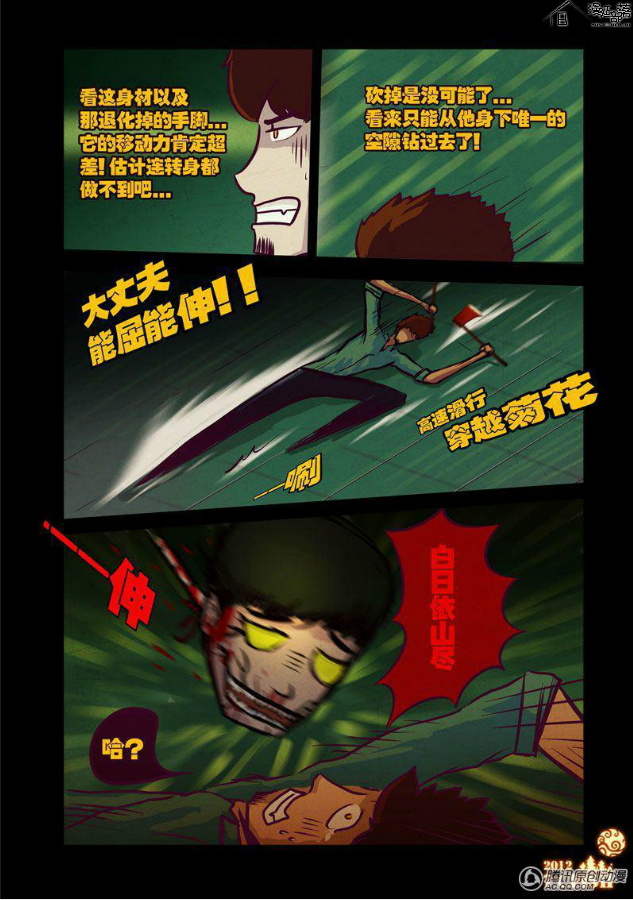 漫征部落
看这身材以及
那退化掉的手脚...
它的移动力肯定超
差!估计连转身都
做不到吧...
砍掉是没可能了...
看来只能从他身下唯一的
空隙钻过去了!
大丈夫
能屈能伸!!
高速滑行
穿越菊花
——唰
——伸
白日依山尽
哈?
2012
腾讯原创动漫
AC.QQ.COM